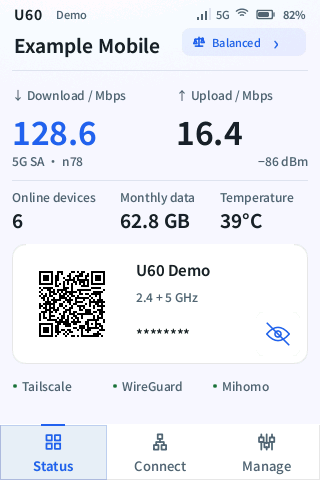 U60 Demo 5G 82%
Example Mobile Balanced ›
↓ Download / Mbps ↑ Upload / Mbps
128.6 16.4
5G SA • n78 −86 dBm
Online devices Monthly data Temperature
6 62.8 GB 39°C
U60 Demo
2.4 + 5 GHz
********
• Tailscale • WireGuard • Mihomo
Status Connect Manage